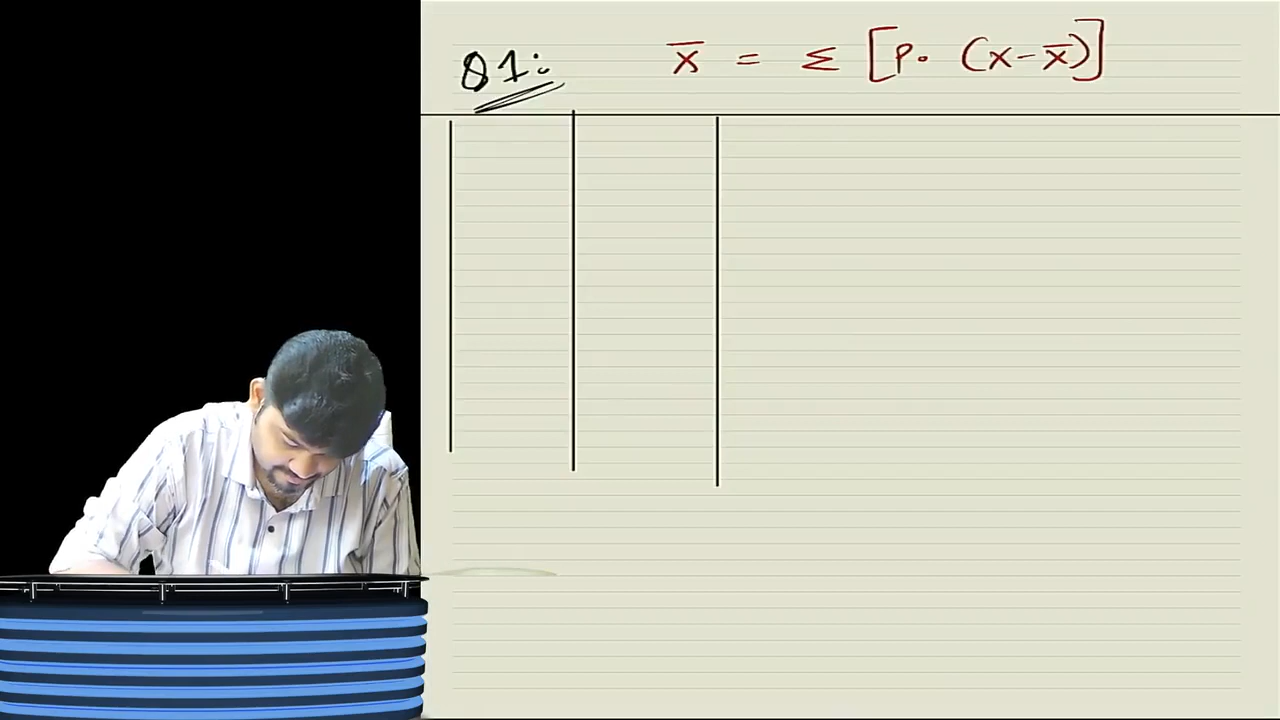 Q1: x̄ = Σ [P. (x-x̄)]